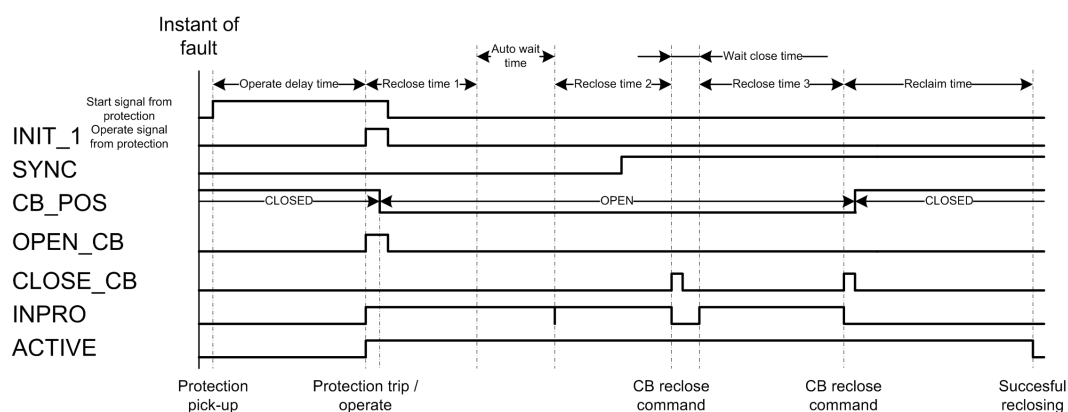 Instant of
fault
Auto wait
time
Wait close time
Operate delay time
Reclose time 1
Reclose time 2
Reclose time 3
Reclaim time
Start signal from
protection
INIT_1
Operate signal
from protection
SYNC
CB_POS
CLOSED
OPEN
CLOSED
OPEN_CB
CLOSE_CB
INPRO
ACTIVE
Protection
pick-up
Protection trip /
operate
CB reclose
command
CB reclose
command
Succesful
reclosing